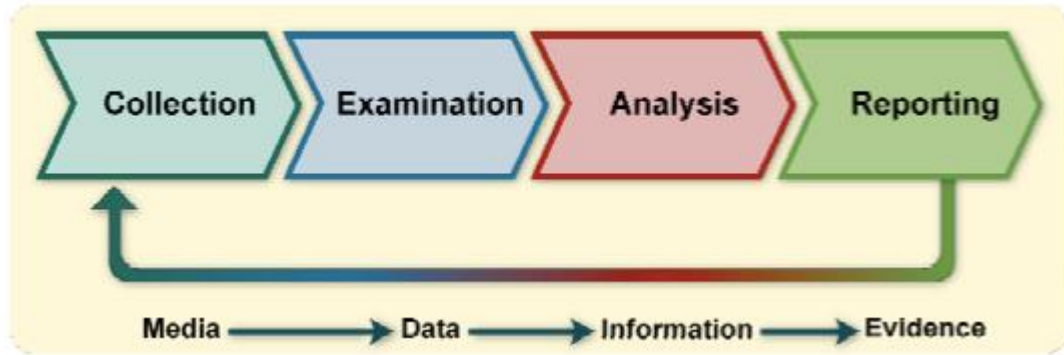 Collection Examination Analysis Reporting
Media Data Information Evidence